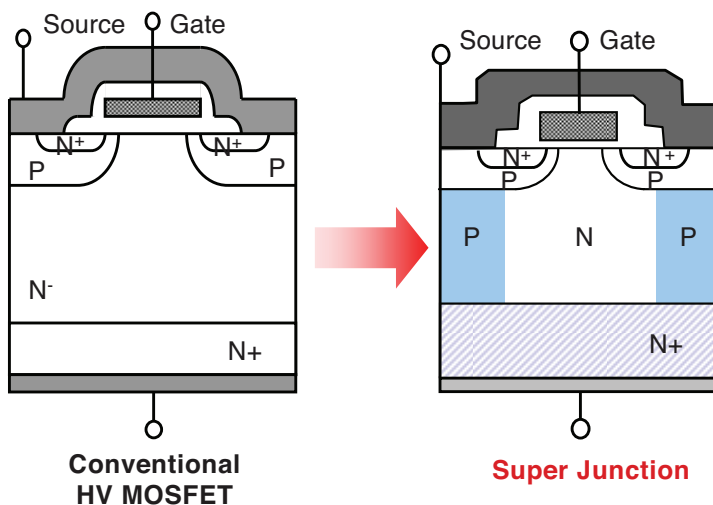 Source Gate
N+ N+
P P
N-
N+
Conventional
HV MOSFET
Source Gate
N+ N+
P P
P N P
N+
Super Junction